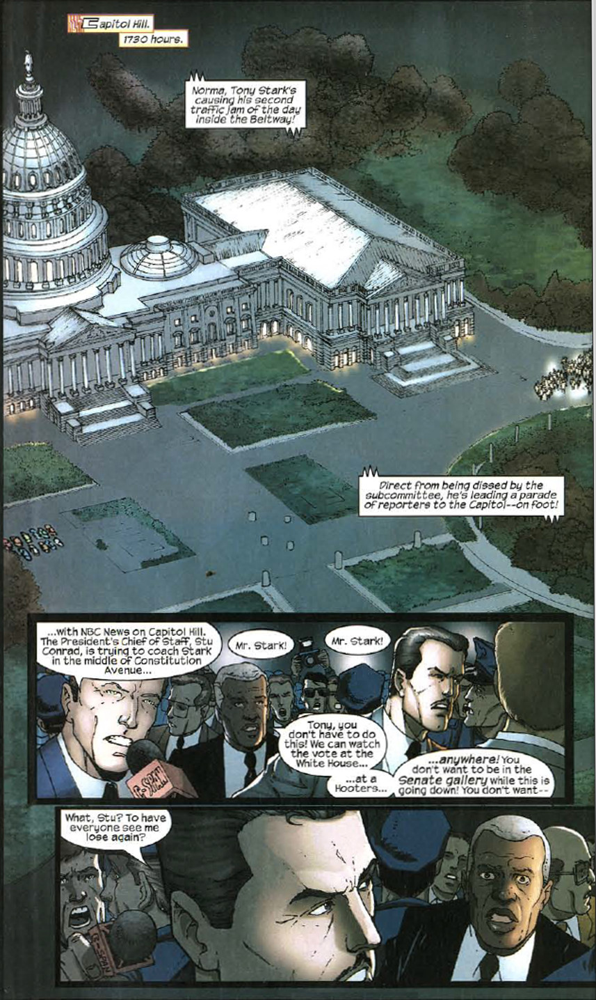 Capitol Hill.
1730 hours.
Norma, Tony Stark's
causing his second
traffic jam of the day
inside the Beltway!
Direct from being dissed by the
subcommittee, he's leading a parade
of reporters to the Capitol--on foot!
...with NBC News on Capitol Hill.
The President's Chief of Staff, Stu
Conrad, is trying to coach Stark
in the middle of Constitution
Avenue...
Mr. Stark!
Mr. Stark!
Tony, you
don't have to do
this! We can watch
the vote at the
White House...
...at a
Hooters...
...anywhere! You
don't want to be in the
Senate gallery while this is
going down! You don't want--
C-SPAN
What, Stu? To have
everyone see me
lose again?
C-SPAN